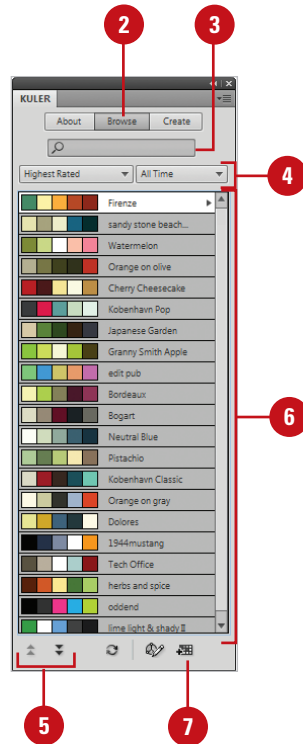 2
3
KULER
About Browse Create
4
Highest Rated All Time
Firenze
sandy stone beach...
Watermelon
Orange on olive
Cherry Cheesecake
Kobenhavn Pop
Japanese Garden
Granny Smith Apple
edit pub
Bordeaux
6
Bogart
Neutral Blue
Pistachio
Kobenhavn Classic
Orange on gray
Dolores
1944mustang
Tech Office
herbs and spice
oddend
lime light & shady II
5
7